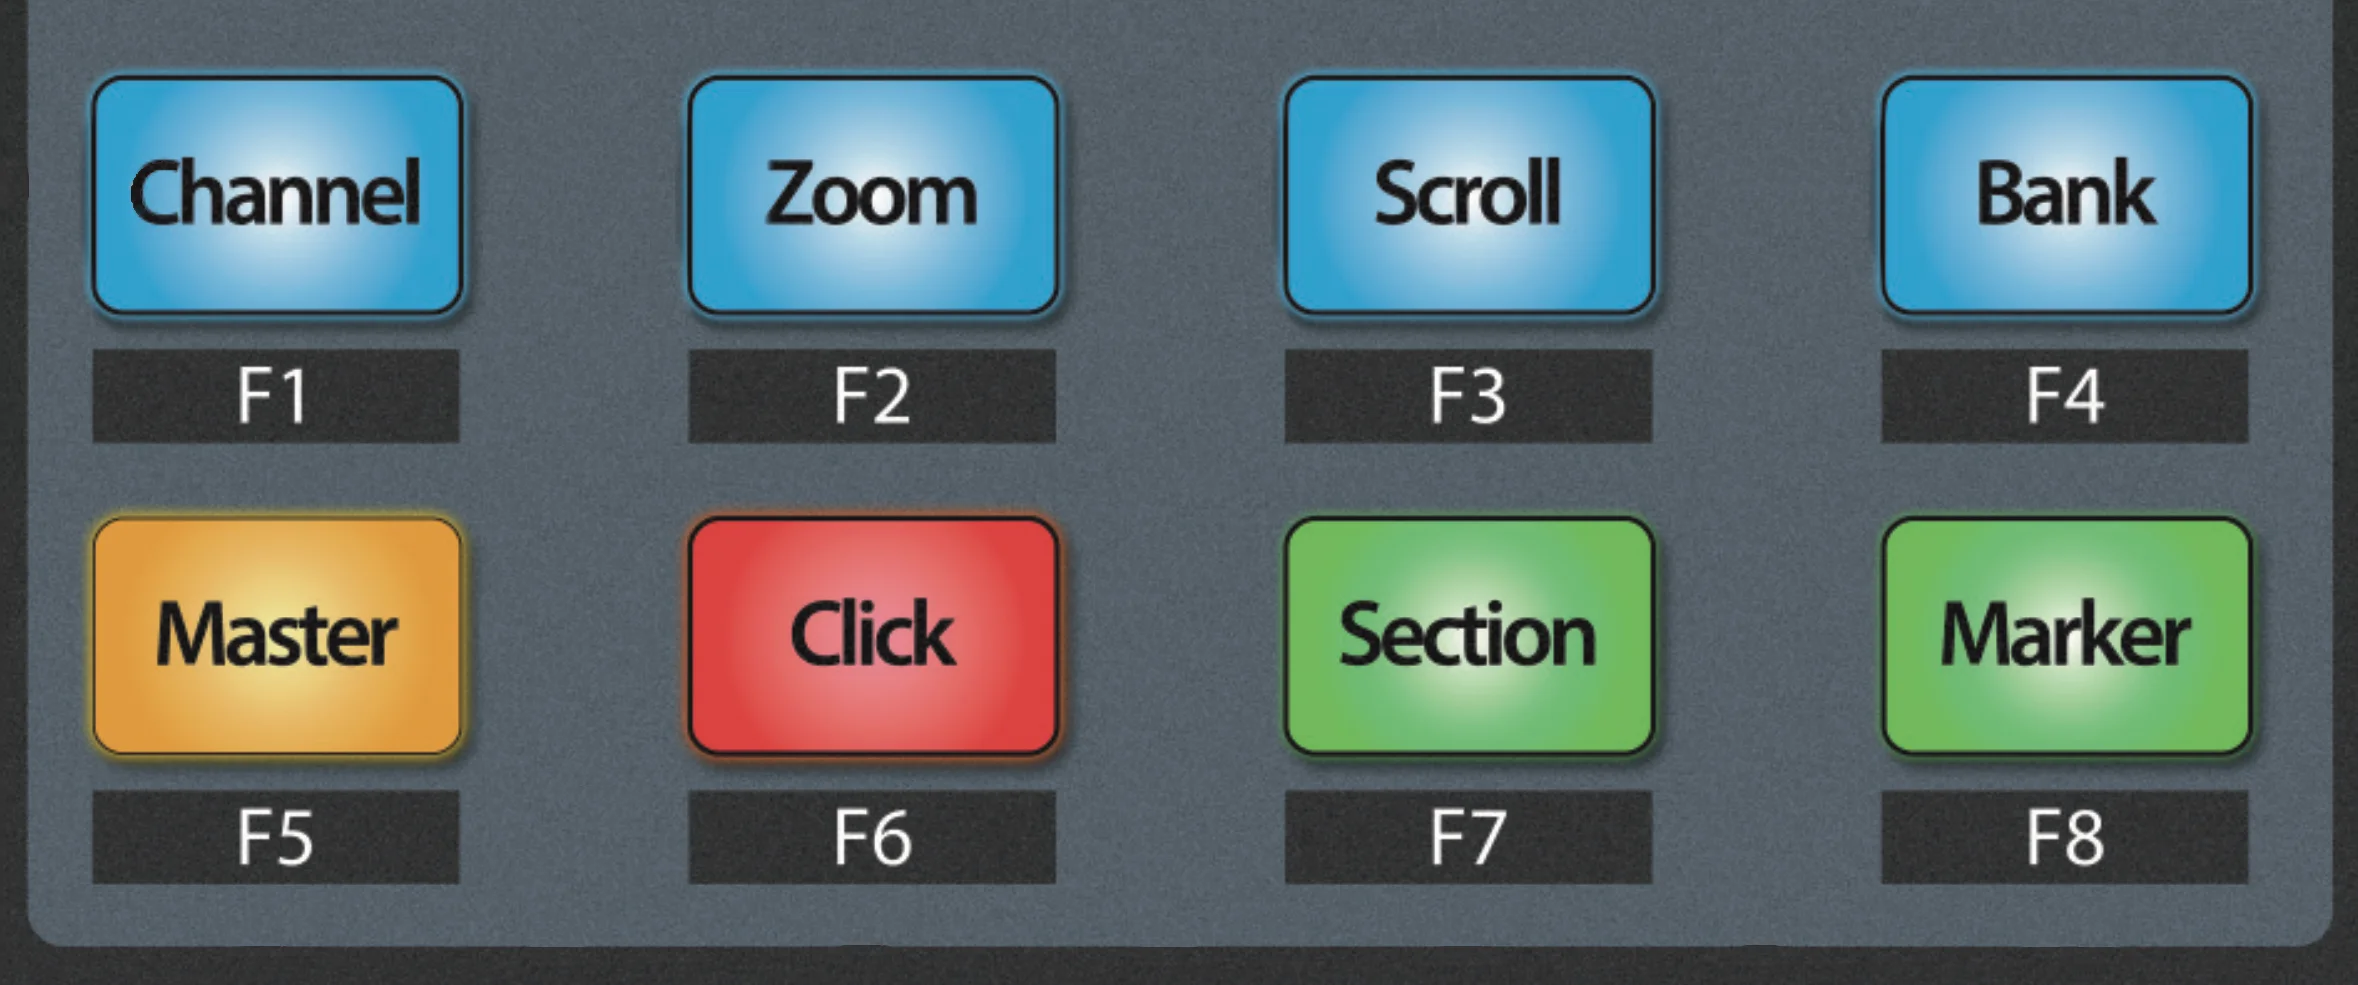 Channel Zoom Scroll Bank
F1 F2 F3 F4
Master Click Section Marker
F5 F6 F7 F8